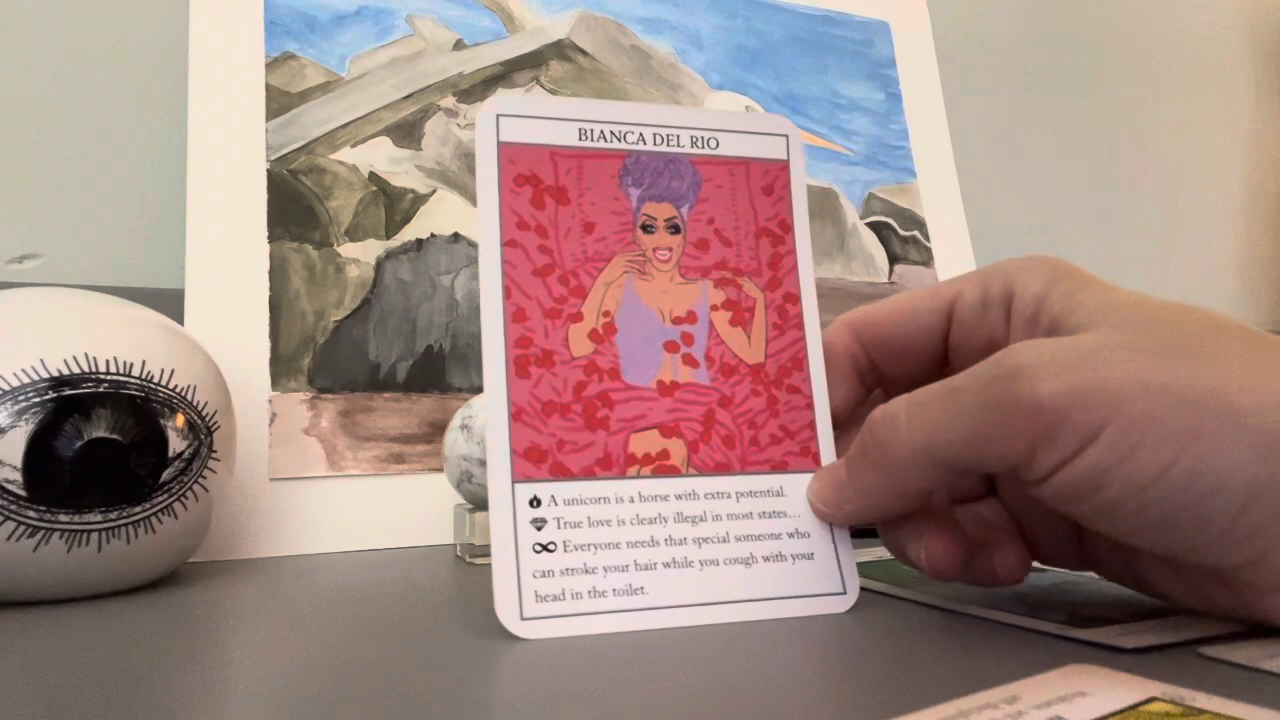 BIANCA DEL RIO
A unicorn is a horse with extra potential.
True love is clearly illegal in most states...
Everyone needs that special someone who
can stroke your hair while you cough with your
head in the toilet.